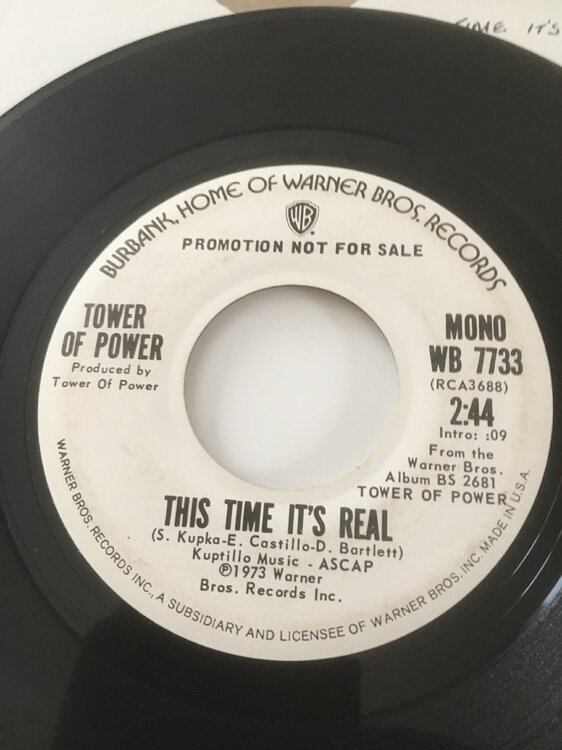 TIME IT'S
BURBANK, HOME OF WARNER BROS. RECORDS
WB
PROMOTION NOT FOR SALE
TOWER
OF POWER
Produced by
Tower Of Power
MONO
WB 7733
(RCA3688)
2:44
Intro: :09
From the
Warner Bros.
Album BS 2681
TOWER OF POWER
THIS TIME IT'S REAL
(S. Kupka-E. Castillo-D. Bartlett)
Kuptillo Music - ASCAP
℗1973 Warner
Bros. Records Inc.
WARNER BROS. RECORDS INC., A SUBSIDIARY AND LICENSEE OF WARNER BROS. INC. MADE IN U.S.A.